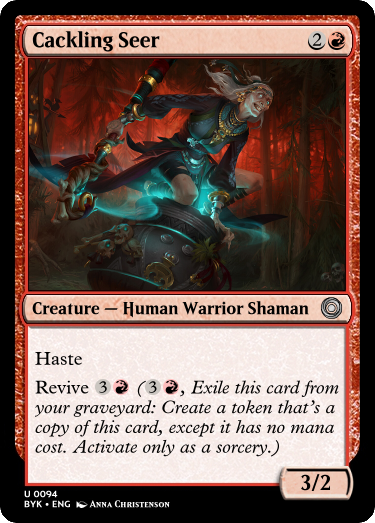 Cackling Seer 2
Creature — Human Warrior Shaman
Haste
Revive 3 (3, Exile this card from
your graveyard: Create a token that's a
copy of this card, except it has no mana
cost. Activate only as a sorcery.)
3/2
U 0094
BYK • ENG Anna Christenson